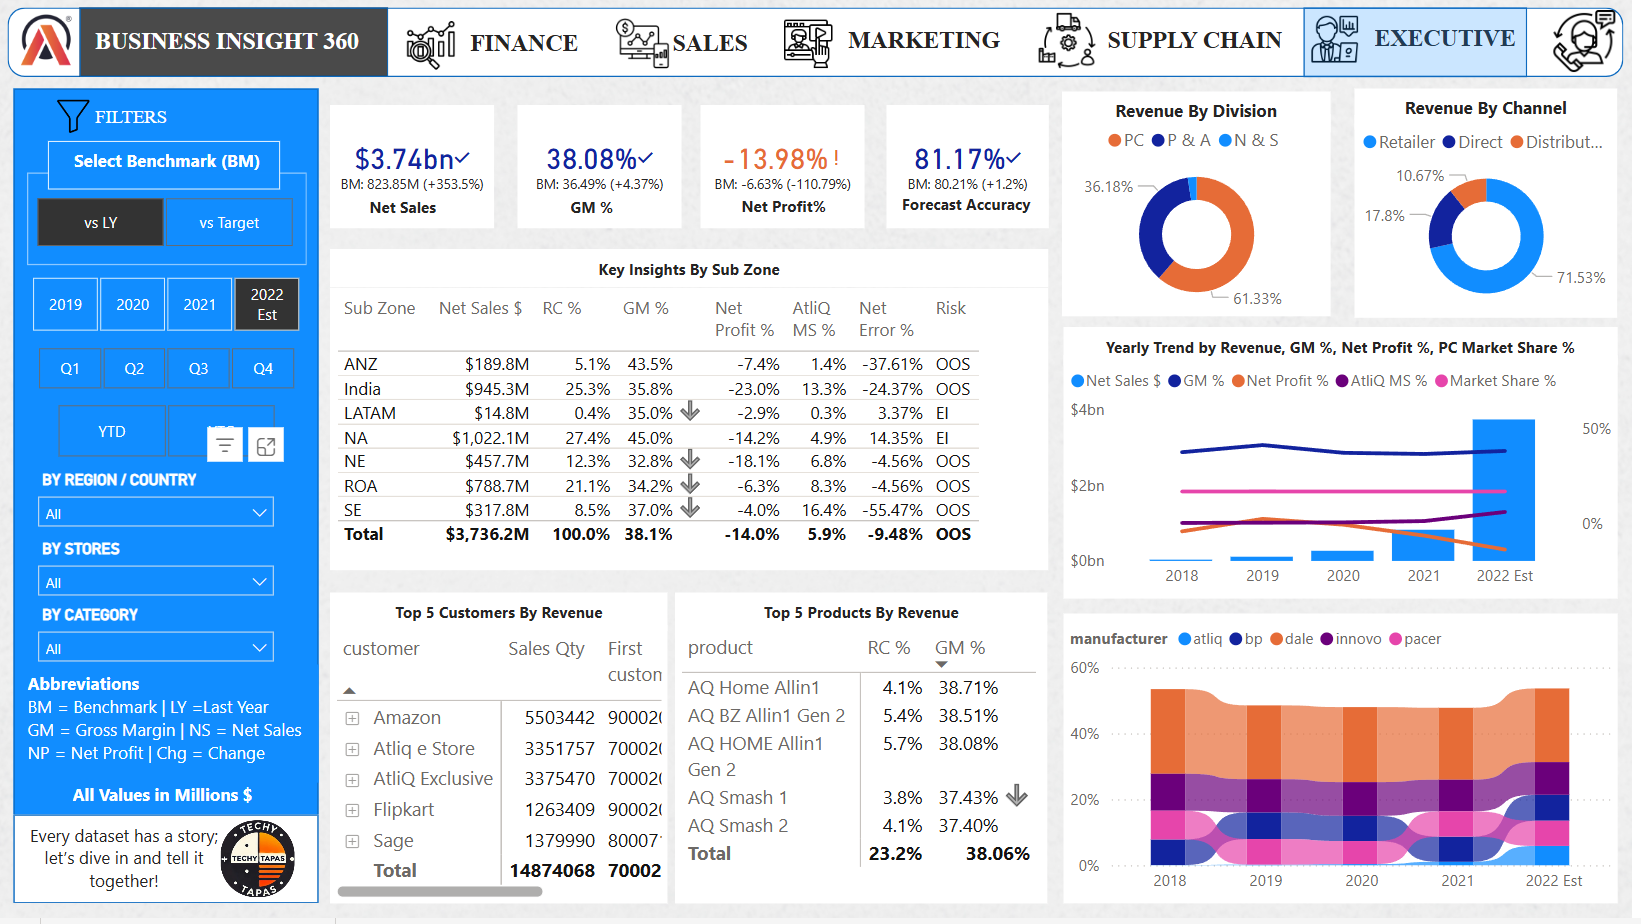 BUSINESS INSIGHT 360
FINANCE
SALES
MARKETING
SUPPLY CHAIN
EXECUTIVE
FILTERS
Select Benchmark (BM)
vs LY
vs Target
2019
2020
2021
2022
Est
Q1
Q2
Q3
Q4
YTD
BY REGION / COUNTRY
All
BY STORES
All
BY CATEGORY
All
Abbreviations
BM = Benchmark | LY =Last Year
GM = Gross Margin | NS = Net Sales
NP = Net Profit | Chg = Change
All Values in Millions $
Every dataset has a story;
let's dive in and tell it
together!
TECHY
TECHY TAPAS
TAPAS
$3.74bn
BM: 823.85M (+353.5%)
Net Sales
38.08%
BM: 36.49% (+4.37%)
GM %
-13.98% !
BM: -6.63% (-110.79%)
Net Profit%
81.17%
BM: 80.21% (+1.2%)
Forecast Accuracy
Key Insights By Sub Zone
Sub Zone Net Sales $ RC % GM % Net Profit % AtliQ MS % Net Error % Risk
ANZ $189.8M 5.1% 43.5% -7.4% 1.4% -37.61% OOS
India $945.3M 25.3% 35.8% -23.0% 13.3% -24.37% OOS
LATAM $14.8M 0.4% 35.0% -2.9% 0.3% 3.37% EI
NA $1,022.1M 27.4% 45.0% -14.2% 4.9% 14.35% EI
NE $457.7M 12.3% 32.8% -18.1% 6.8% -4.56% OOS
ROA $788.7M 21.1% 34.2% -6.3% 8.3% -4.56% OOS
SE $317.8M 8.5% 37.0% -4.0% 16.4% -55.47% OOS
Total $3,736.2M 100.0% 38.1% -14.0% 5.9% -9.48% OOS
Top 5 Customers By Revenue
customer Sales Qty First custom
Amazon 5503442 90002
Atliq e Store 3351757 70002
AtliQ Exclusive 3375470 70002
Flipkart 1263409 90002
Sage 1379990 80007
Total 14874068 70002
Top 5 Products By Revenue
product RC % GM %
AQ Home Allin1 4.1% 38.71%
AQ BZ Allin1 Gen 2 5.4% 38.51%
AQ HOME Allin1 5.7% 38.08%
Gen 2
AQ Smash 1 3.8% 37.43%
AQ Smash 2 4.1% 37.40%
Total 23.2% 38.06%
Revenue By Division
PC P & A N & S
36.18%
61.33%
Revenue By Channel
Retailer Direct Distribut...
10.67%
17.8%
71.53%
Yearly Trend by Revenue, GM %, Net Profit %, PC Market Share %
Net Sales $ GM % Net Profit % AtliQ MS % Market Share %
$4bn
50%
$2bn
0%
$0bn
2018 2019 2020 2021 2022 Est
manufacturer atliq bp dale innovo pacer
60%
40%
20%
0%
2018 2019 2020 2021 2022 Est